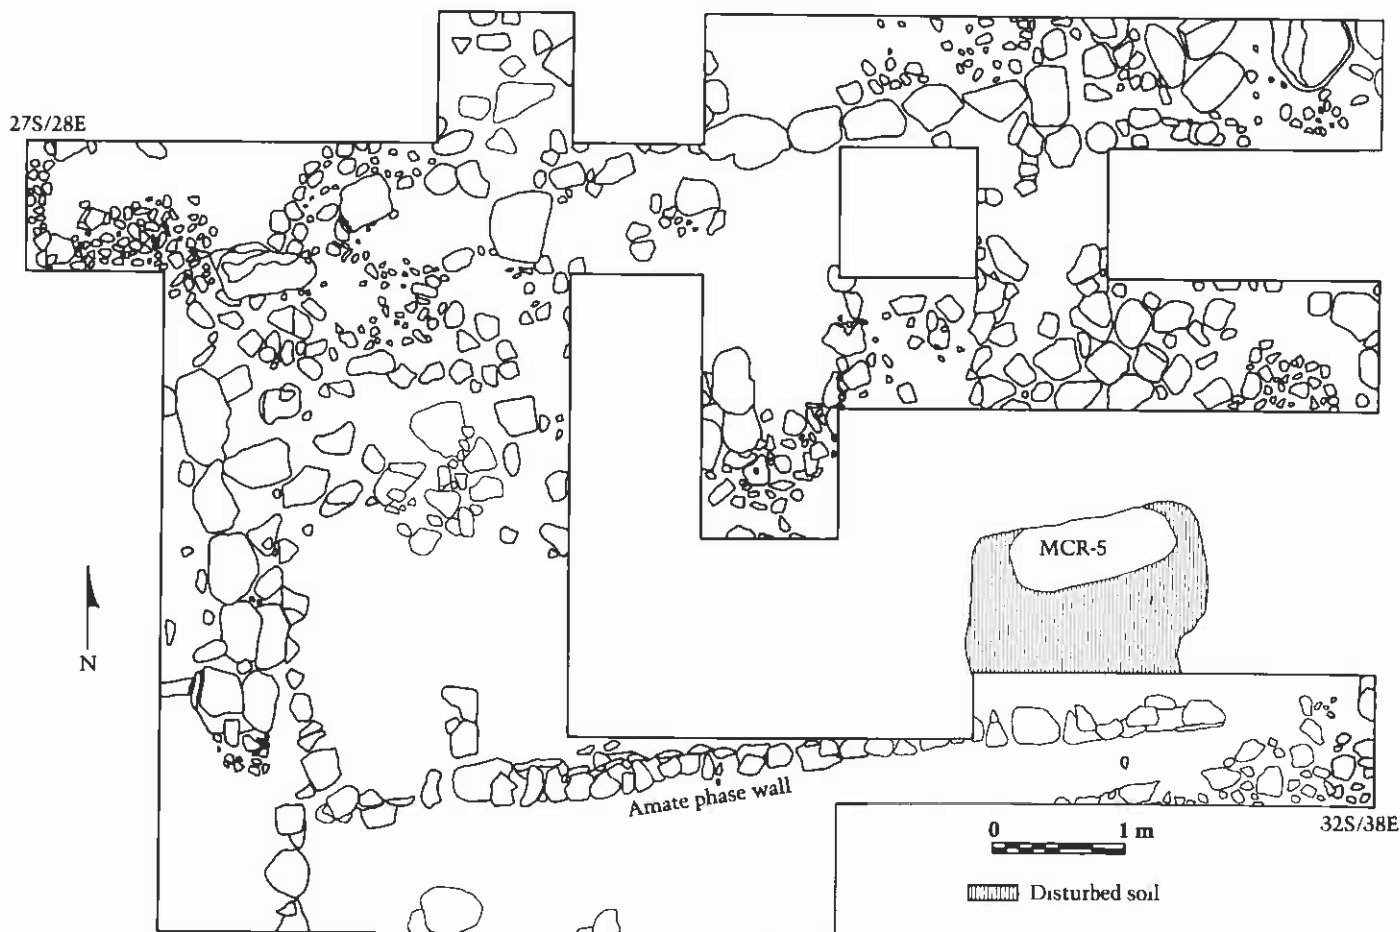 27S/28E
MCR-5
N
Amate phase wall
0 1 m
32S/38E
Disturbed soil